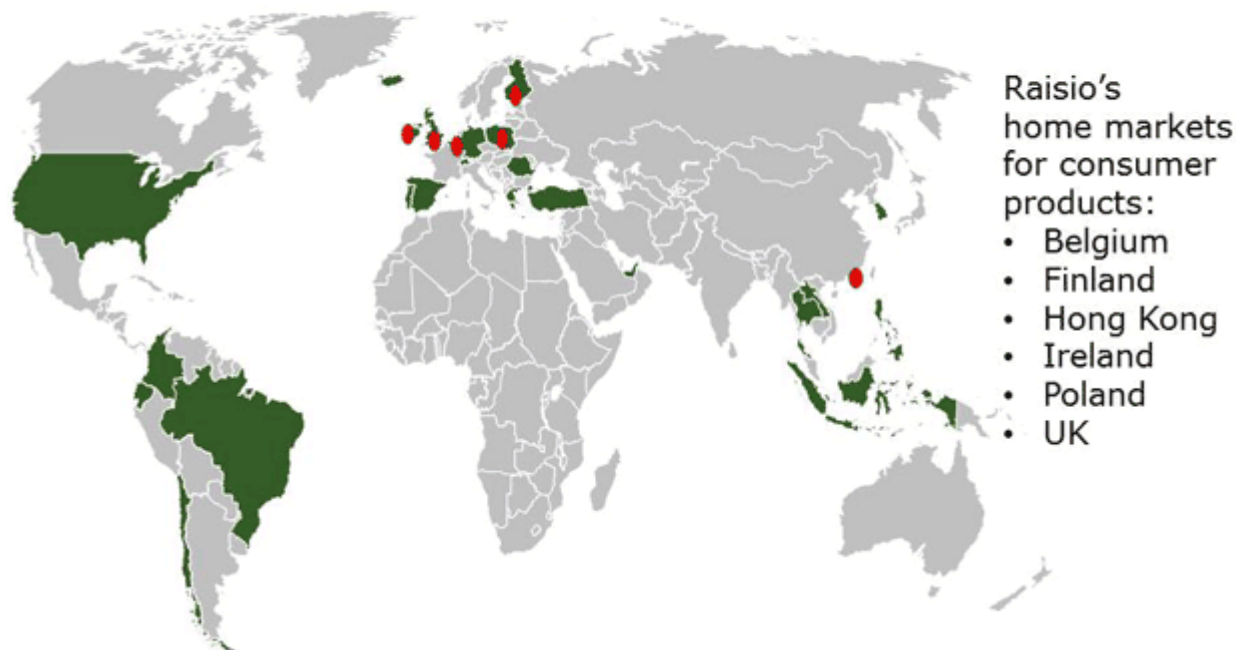 Raisio’s
home markets
for consumer
products:
• Belgium
• Finland
• Hong Kong
• Ireland
• Poland
• UK